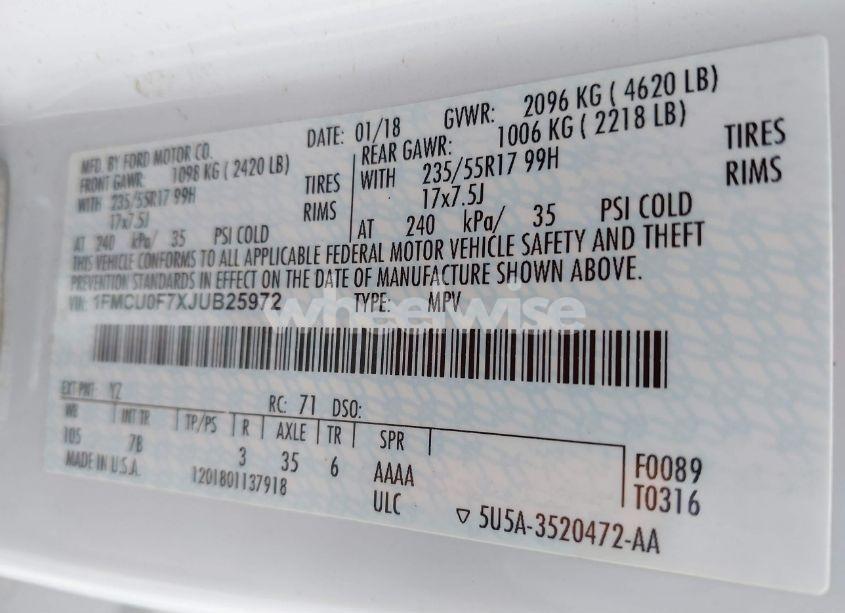 MFD. BY FORD MOTOR CO. DATE: 01/18 GVWR: 2096 KG ( 4620 LB)
FRONT GAWR: 1098 KG ( 2420 LB) REAR GAWR: 1006 KG ( 2218 LB)
WITH 235/55R17 99H TIRES WITH 235/55R17 99H TIRES
17x7.5J RIMS 17x7.5J RIMS
AT 240 kPa/ 35 PSI COLD AT 240 kPa/ 35 PSI COLD
THIS VEHICLE CONFORMS TO ALL APPLICABLE FEDERAL MOTOR VEHICLE SAFETY AND THEFT
PREVENTION STANDARDS IN EFFECT ON THE DATE OF MANUFACTURE SHOWN ABOVE.
VIN: 1FMCU0F7XJUB25972 TYPE: MPV
wheelwise
EXT PNT: YZ RC: 71 DSO:
WB INT TR TP/PS R AXLE TR SPR
105 7B 3 35 6 AAAA F0089
MADE IN U.S.A. 1201801137918 ULC T0316
5U5A-3520472-AA